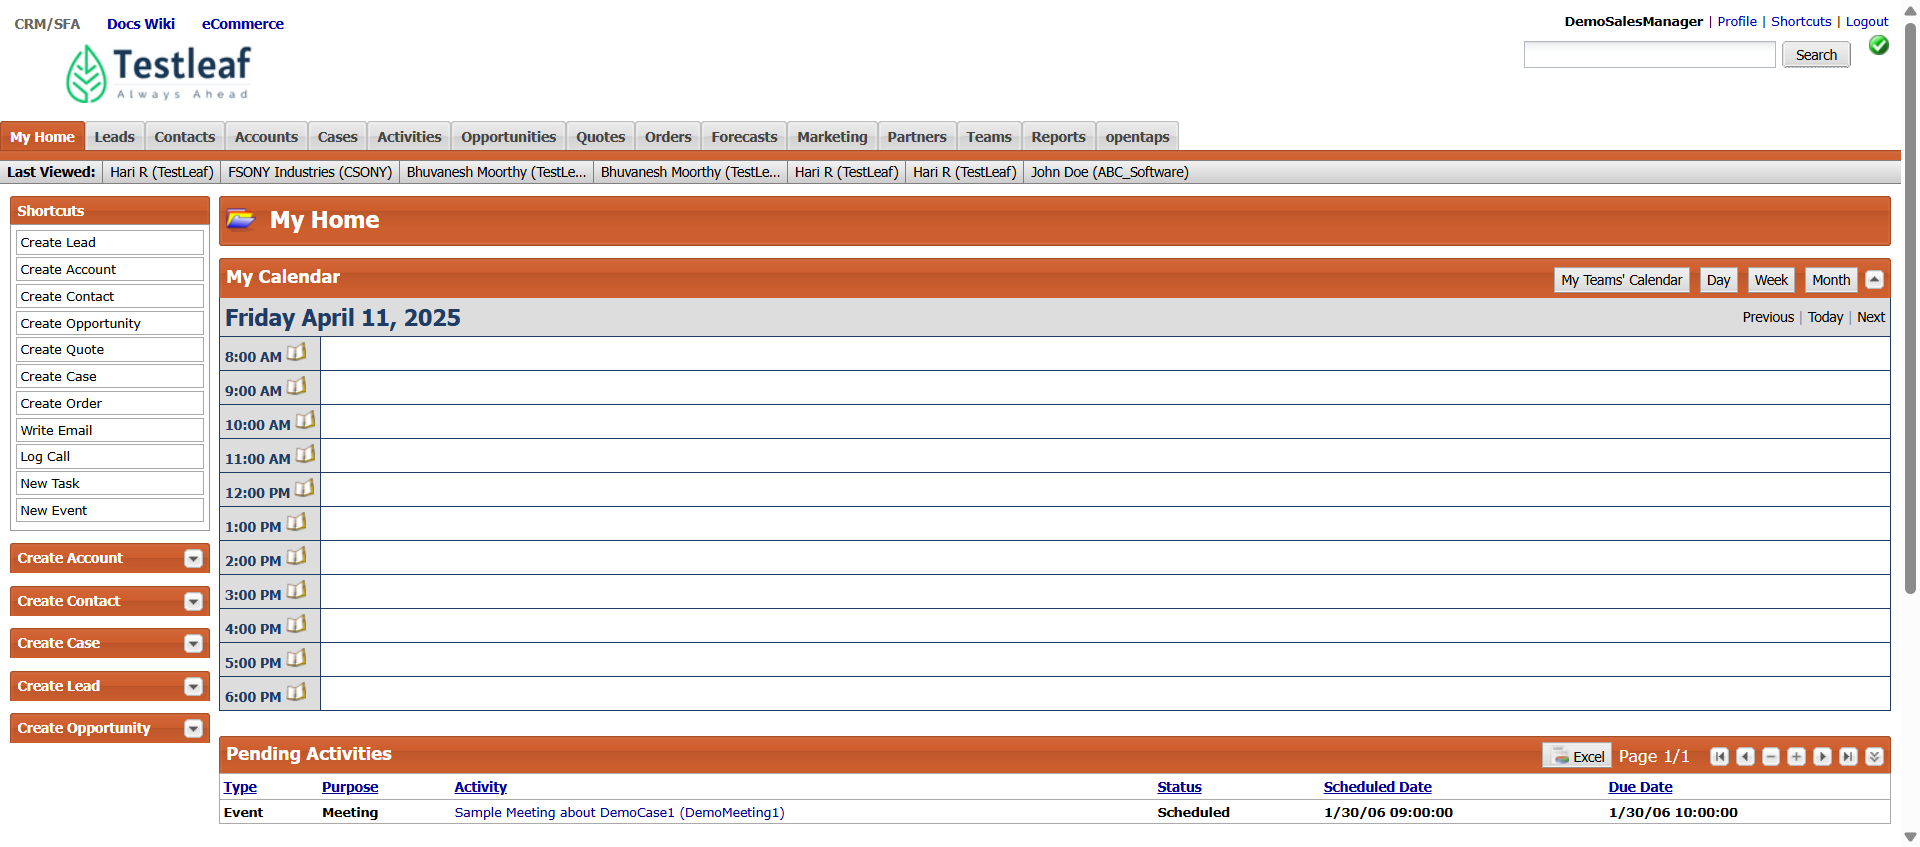 CRM/SFA Docs Wiki eCommerce
DemoSalesManager | Profile | Shortcuts | Logout
Testleaf
Always Ahead
Search
My Home Leads Contacts Accounts Cases Activities Opportunities Quotes Orders Forecasts Marketing Partners Teams Reports opentaps
Last Viewed: Hari R (TestLeaf) FSONY Industries (CSONY) Bhuvanesh Moorthy (TestLe... Bhuvanesh Moorthy (TestLe... Hari R (TestLeaf) Hari R (TestLeaf) John Doe (ABC_Software)
Shortcuts
Create Lead
Create Account
Create Contact
Create Opportunity
Create Quote
Create Case
Create Order
Write Email
Log Call
New Task
New Event
Create Account
Create Contact
Create Case
Create Lead
Create Opportunity
My Home
My Calendar My Teams' Calendar Day Week Month
Friday April 11, 2025 Previous | Today | Next
8:00 AM
9:00 AM
10:00 AM
11:00 AM
12:00 PM
1:00 PM
2:00 PM
3:00 PM
4:00 PM
5:00 PM
6:00 PM
Pending Activities Excel Page 1/1
Type Purpose Activity Status Scheduled Date Due Date
Event Meeting Sample Meeting about DemoCase1 (DemoMeeting1) Scheduled 1/30/06 09:00:00 1/30/06 10:00:00